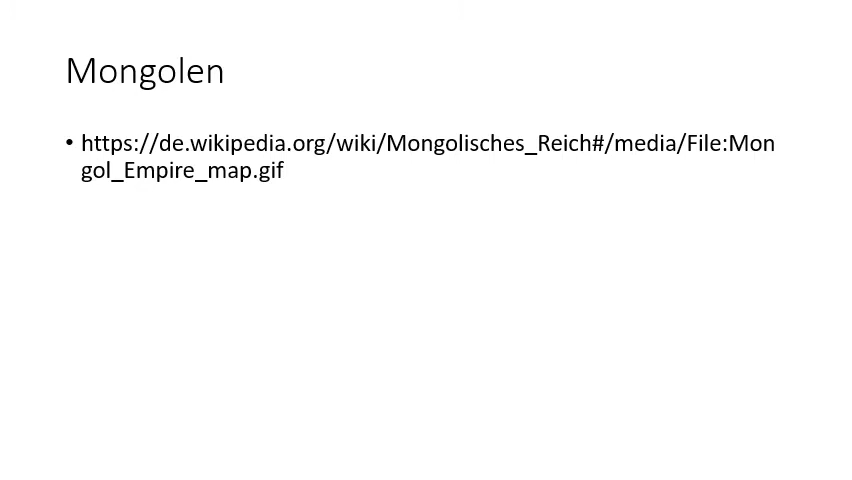 Mongolen
• https://de.wikipedia.org/wiki/Mongolisches_Reich#/media/File:Mon
gol_Empire_map.gif